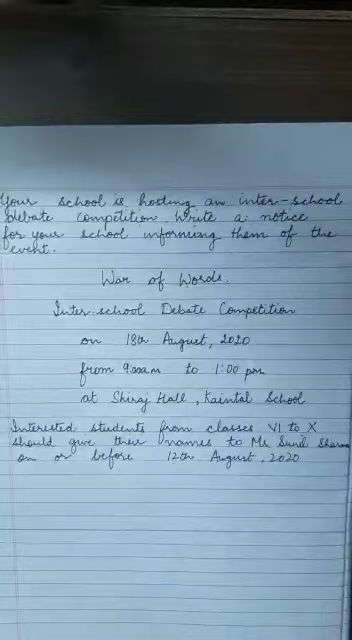 Your school is hosting an inter-school
debate competition. Write a notice
for your school informing them of the
event.
War of Words.
Inter-school Debate Competition
on 18th August, 2020
from 9:00a.m to 1:00 pm
at Shiraj Hall, Kaintal School
Interested students from classes VI to X
should give their names to Mr Sunil Sharma
on or before 12th August, 2020